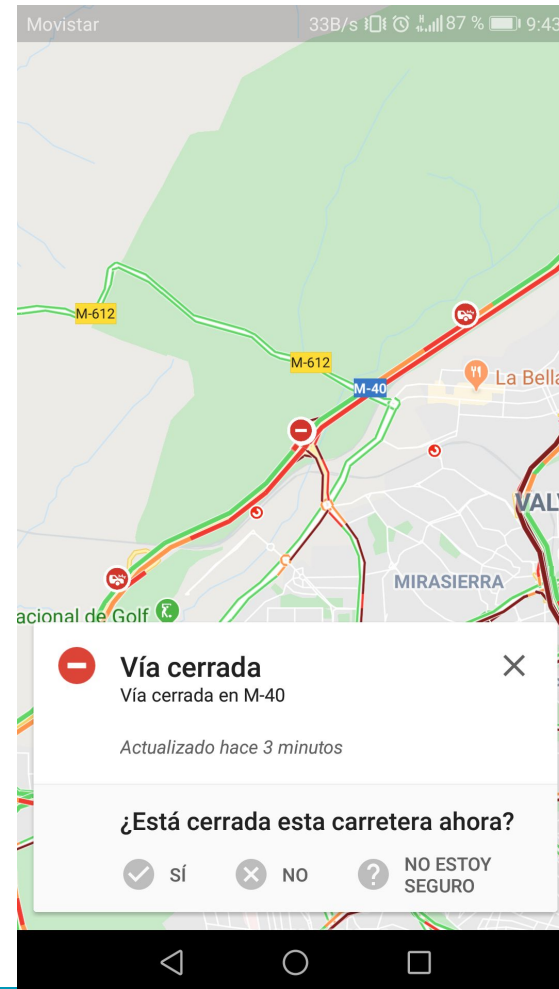 Movistar 33B/s H 87 % 9:43
M-612
M-612
M-40
La Bella
VAL
MIRASIERRA
acional de Golf
Vía cerrada
Vía cerrada en M-40
Actualizado hace 3 minutos
¿Está cerrada esta carretera ahora?
SÍ
NO
NO ESTOY
SEGURO